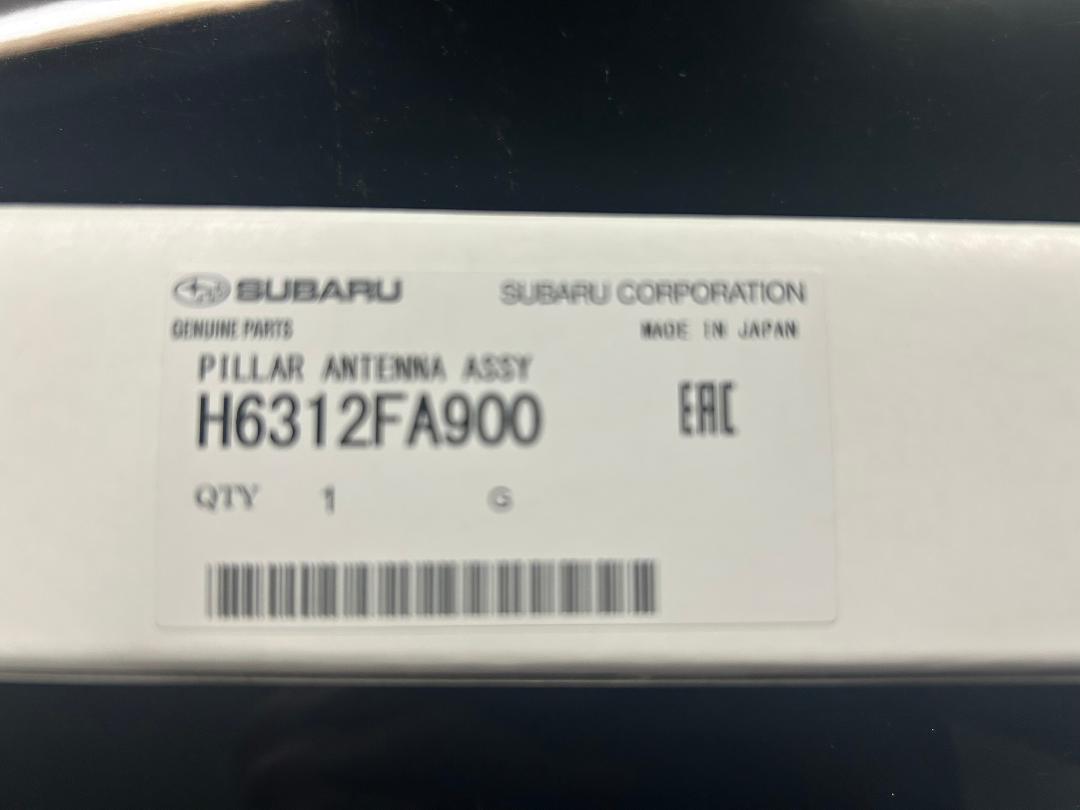 SUBARU SUBARU CORPORATION
GENUINE PARTS MADE IN JAPAN
PILLAR ANTENNA ASSY
H6312FA900 EAC
QTY 1 G